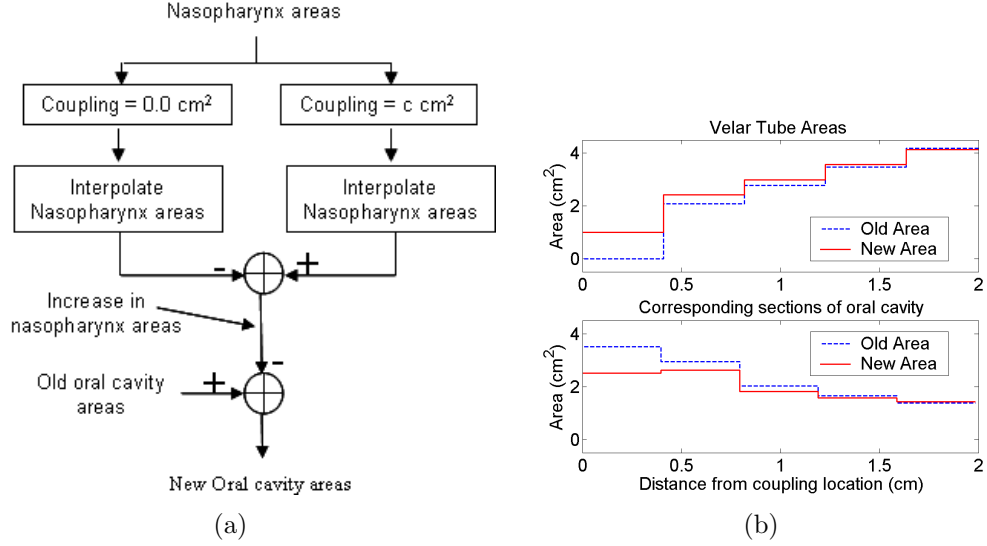 Nasopharynx areas
Coupling = 0.0 cm²
Coupling = c cm²
Interpolate
Nasopharynx areas
Interpolate
Nasopharynx areas
-
+
Increase in
nasopharynx areas
-
Old oral cavity
areas
+
New Oral cavity areas
(a)
Velar Tube Areas
Area (cm²)
4
2
0
Old Area
New Area
0
0.5
1
1.5
2
Corresponding sections of oral cavity
Area (cm²)
4
2
0
Old Area
New Area
0
0.5
1
1.5
2
Distance from coupling location (cm)
(b)